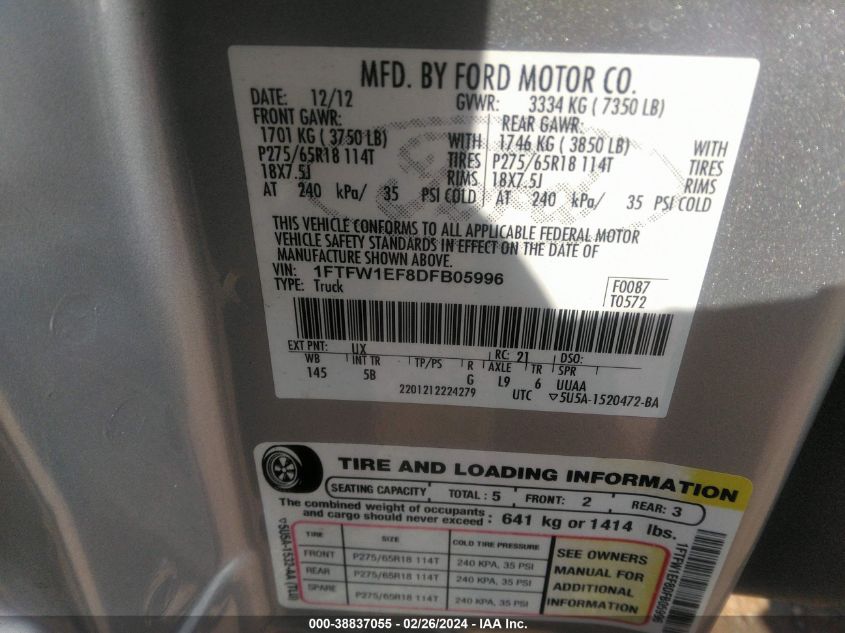 MFD. BY FORD MOTOR CO.
DATE: 12/12 GVWR: 3334 KG ( 7350 LB)
FRONT GAWR: REAR GAWR:
1701 KG ( 3750 LB) WITH 1746 KG ( 3850 LB) WITH
P275/65R18 114T TIRES P275/65R18 114T TIRES
18X7.5J RIMS 18X7.5J RIMS
AT 240 kPa/ 35 PSI COLD AT 240 kPa/ 35 PSI COLD
THIS VEHICLE CONFORMS TO ALL APPLICABLE FEDERAL MOTOR
VEHICLE SAFETY STANDARDS IN EFFECT ON THE DATE OF
MANUFACTURE SHOWN ABOVE.
VIN: 1FTFW1EF8DFB05996
TYPE: Truck
F0087
T0572
EXT PNT: UX RC: 21 DSO:
WB INT TR TP/PS R AXLE TR SPR
145 5B G L9 6 UUAA
2201212224279 UTC ▽5U5A-1520472-BA
TIRE AND LOADING INFORMATION
SEATING CAPACITY TOTAL : 5 FRONT: 2 REAR: 3
The combined weight of occupants
and cargo should never exceed : 641 kg or 1414 lbs.
TIRE SIZE COLD TIRE PRESSURE
FRONT P275/65R18 114T 240 KPA, 35 PSI
REAR P275/65R18 114T 240 KPA, 35 PSI
SPARE P275/65R18 114T 240 KPA, 35 PSI
SEE OWNERS
MANUAL FOR
ADDITIONAL
INFORMATION
▽5U5A-1532-AA (TLI)
1FTFW1EF8DFB05996
000-38837055 - 02/26/2024 - IAA Inc.